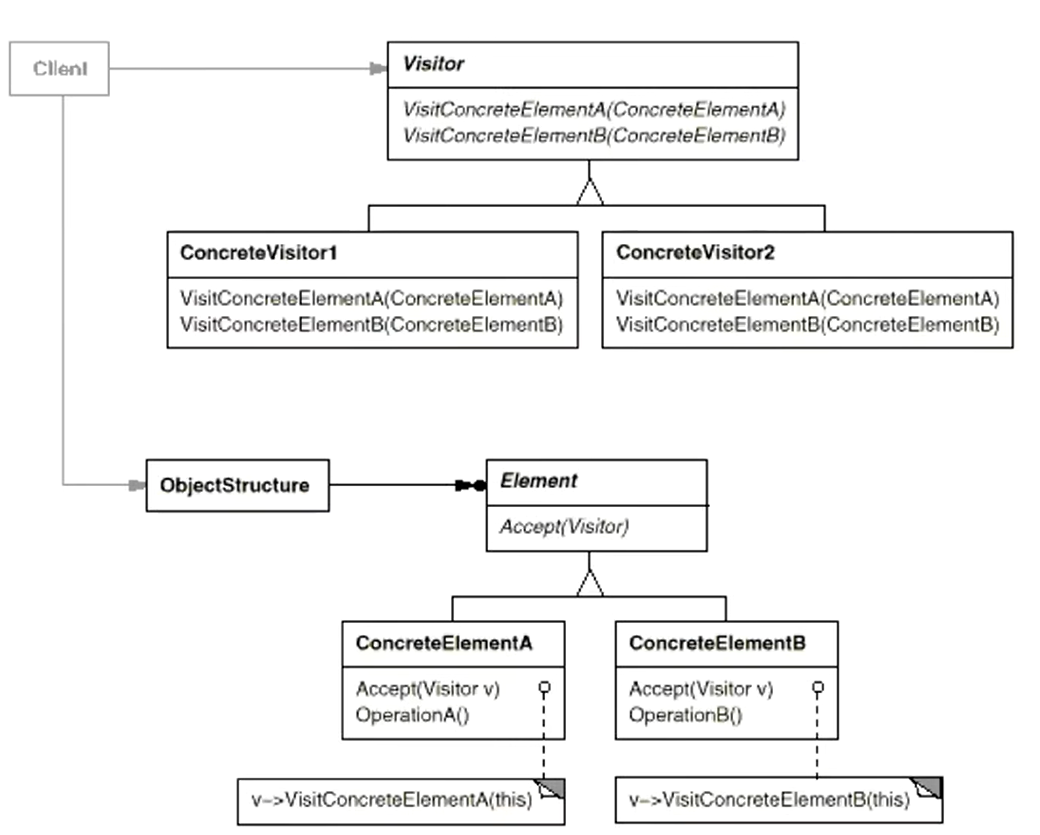 Client
Visitor
VisitConcreteElementA(ConcreteElementA)
VisitConcreteElementB(ConcreteElementB)
ConcreteVisitor1
VisitConcreteElementA(ConcreteElementA)
VisitConcreteElementB(ConcreteElementB)
ConcreteVisitor2
VisitConcreteElementA(ConcreteElementA)
VisitConcreteElementB(ConcreteElementB)
ObjectStructure
Element
Accept(Visitor)
ConcreteElementA
Accept(Visitor v)
OperationA()
ConcreteElementB
Accept(Visitor v)
OperationB()
v–>VisitConcreteElementA(this)
v–>VisitConcreteElementB(this)